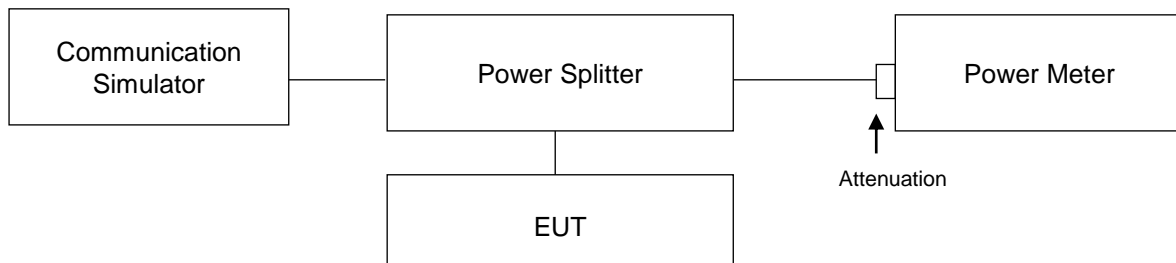 Communication
Simulator
Power Splitter
Power Meter
Attenuation
EUT